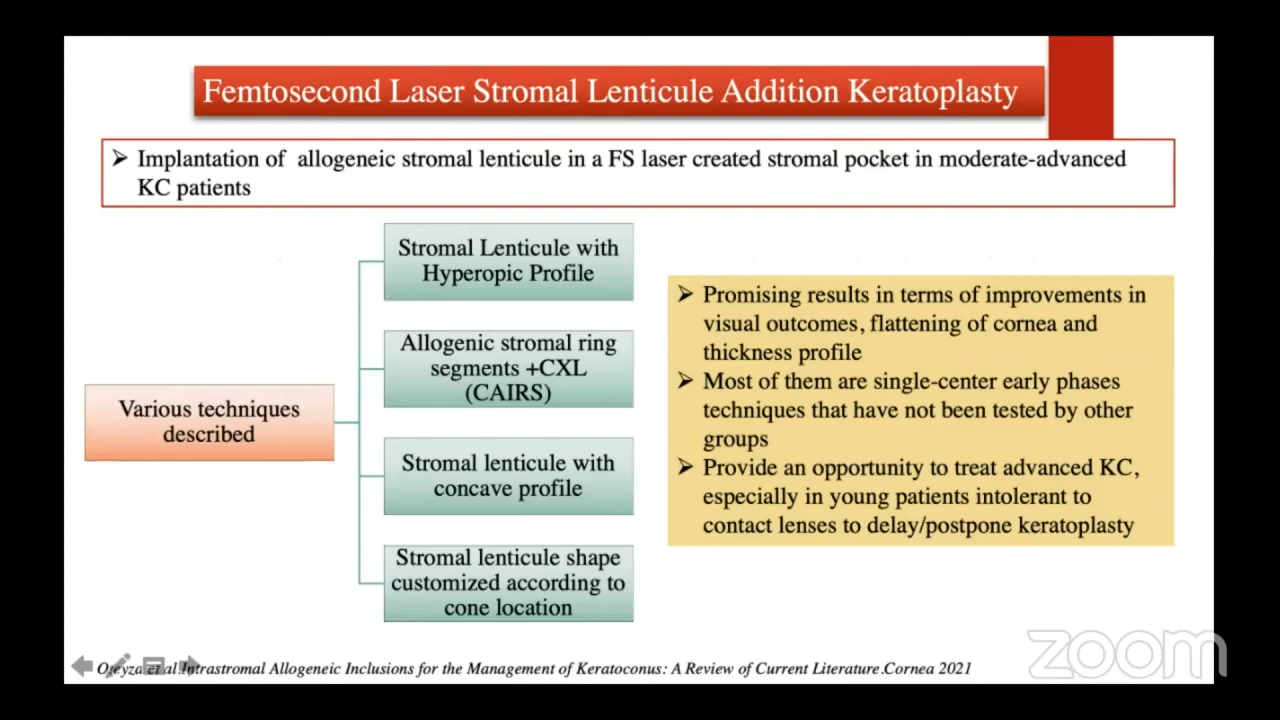 Femtosecond Laser Stromal Lenticule Addition Keratoplasty
➢ Implantation of allogeneic stromal lenticule in a FS laser created stromal pocket in moderate-advanced
KC patients
Various techniques
described
Stromal Lenticule with
Hyperopic Profile
Allogenic stromal ring
segments +CXL
(CAIRS)
Stromal lenticule with
concave profile
Stromal lenticule shape
customized according to
cone location
➢ Promising results in terms of improvements in
visual outcomes, flattening of cornea and
thickness profile
➢ Most of them are single-center early phases
techniques that have not been tested by other
groups
➢ Provide an opportunity to treat advanced KC,
especially in young patients intolerant to
contact lenses to delay/postpone keratoplasty
et al.Intrastromal Allogeneic Inclusions for the Management of Keratoconus: A Review of Current Literature.Cornea 2021
zoom